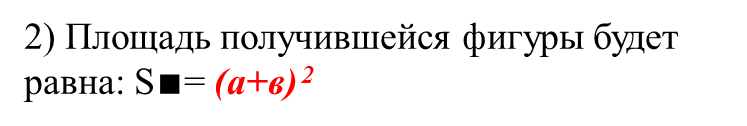 2) Площадь получившейся фигуры будет
равна: S■= (а+в)²